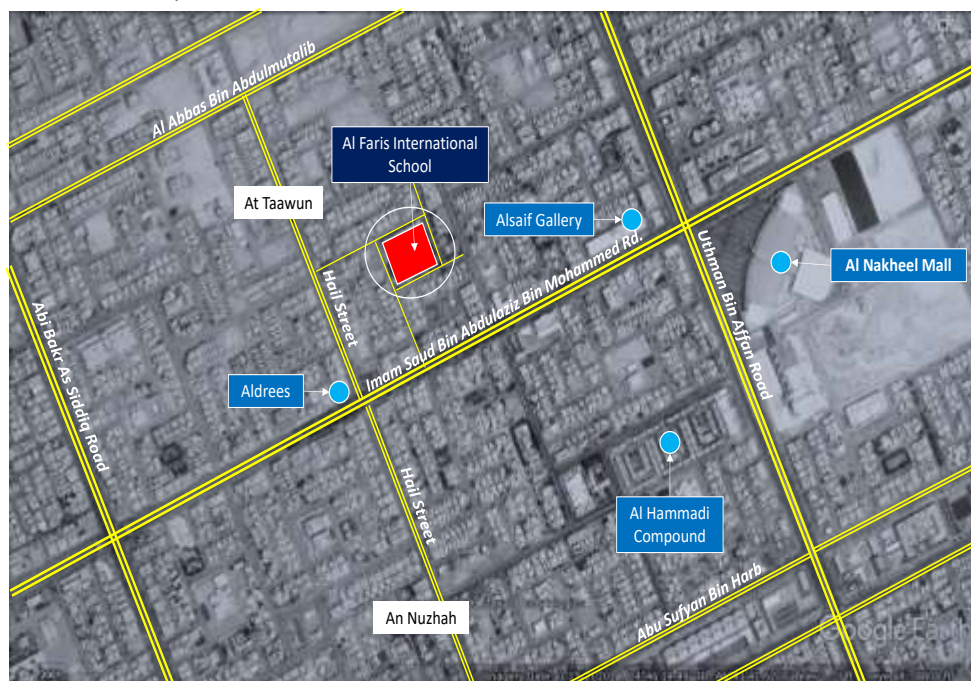 Al Abbas Bin Abdulmutalib
Al Faris International
School
At Taawun
Alsaif Gallery
Imam Saud Bin Abdulaziz Bin Mohammed Rd.
Uthman Bin Affan Road
Al Nakheel Mall
Hail Street
Abi Bakr As Siddiq Road
Aldrees
Hail Street
Al Hammadi
Compound
Abu Sufyan Bin Harb
An Nuzhah
Google Earth